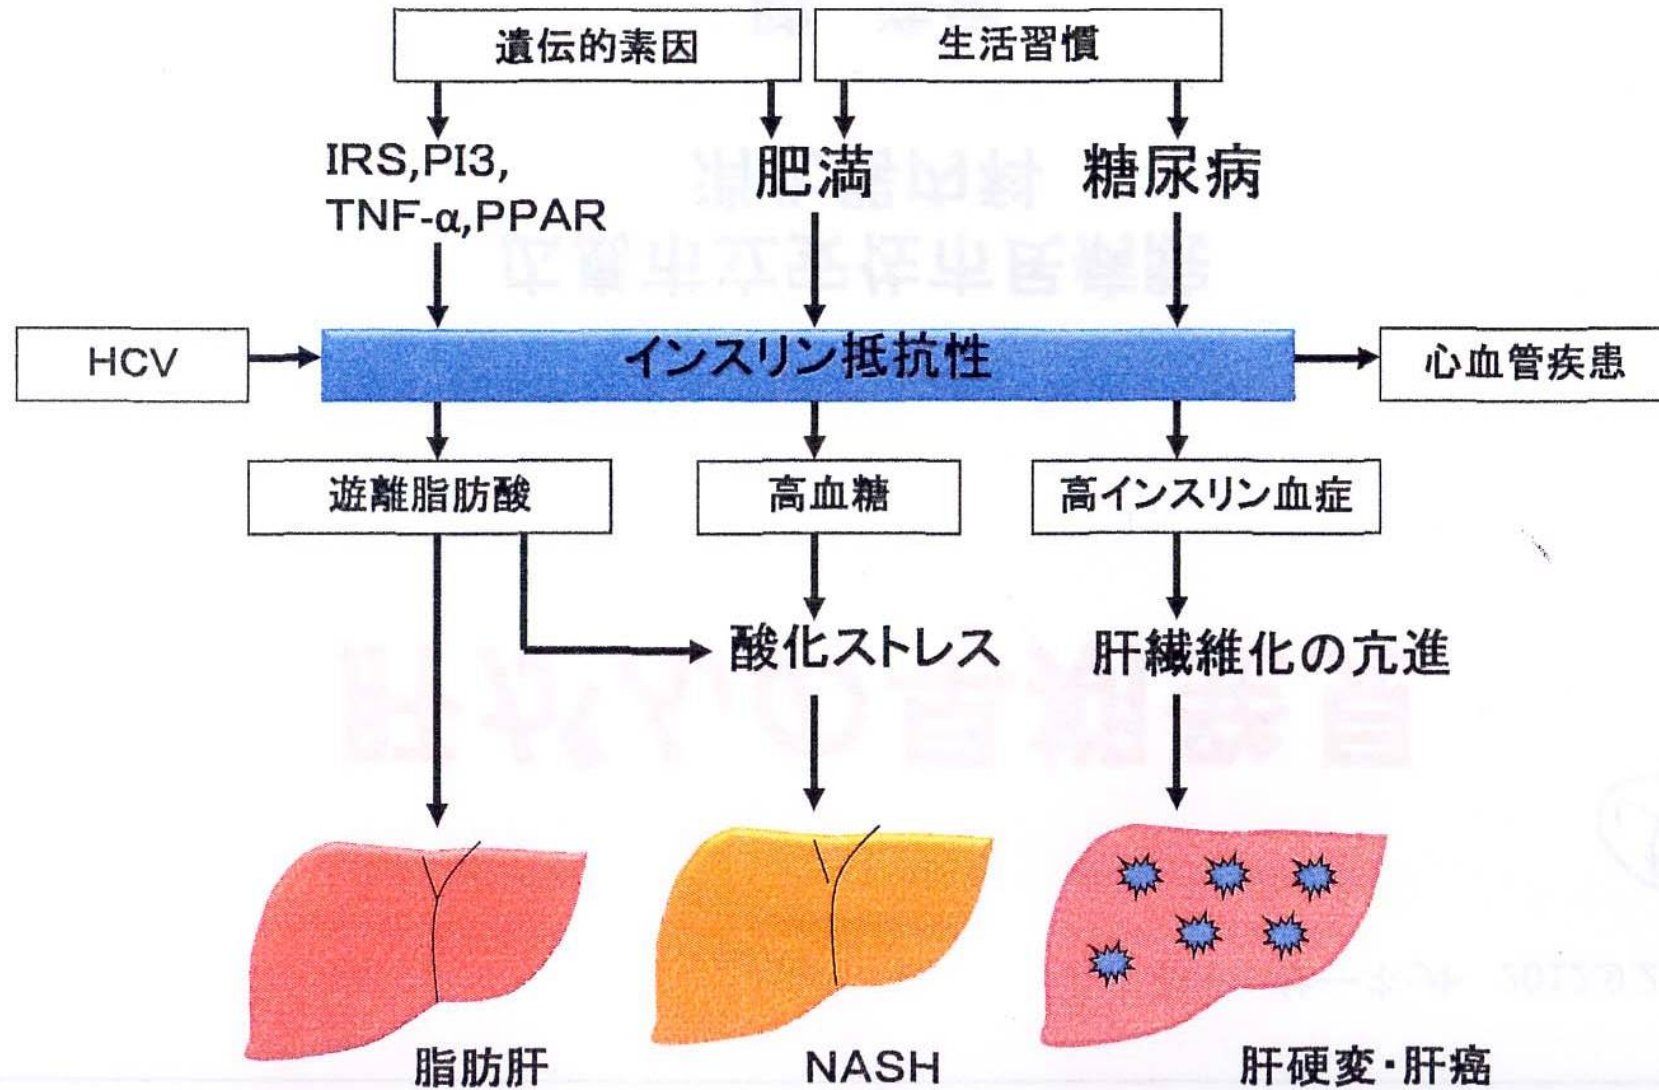 遺伝的素因
生活習慣
IRS,PI3,
TNF-α,PPAR
肥満
糖尿病
HCV
インスリン抵抗性
心血管疾患
遊離脂肪酸
高血糖
高インスリン血症
酸化ストレス
肝繊維化の亢進
脂肪肝
NASH
肝硬変・肝癌